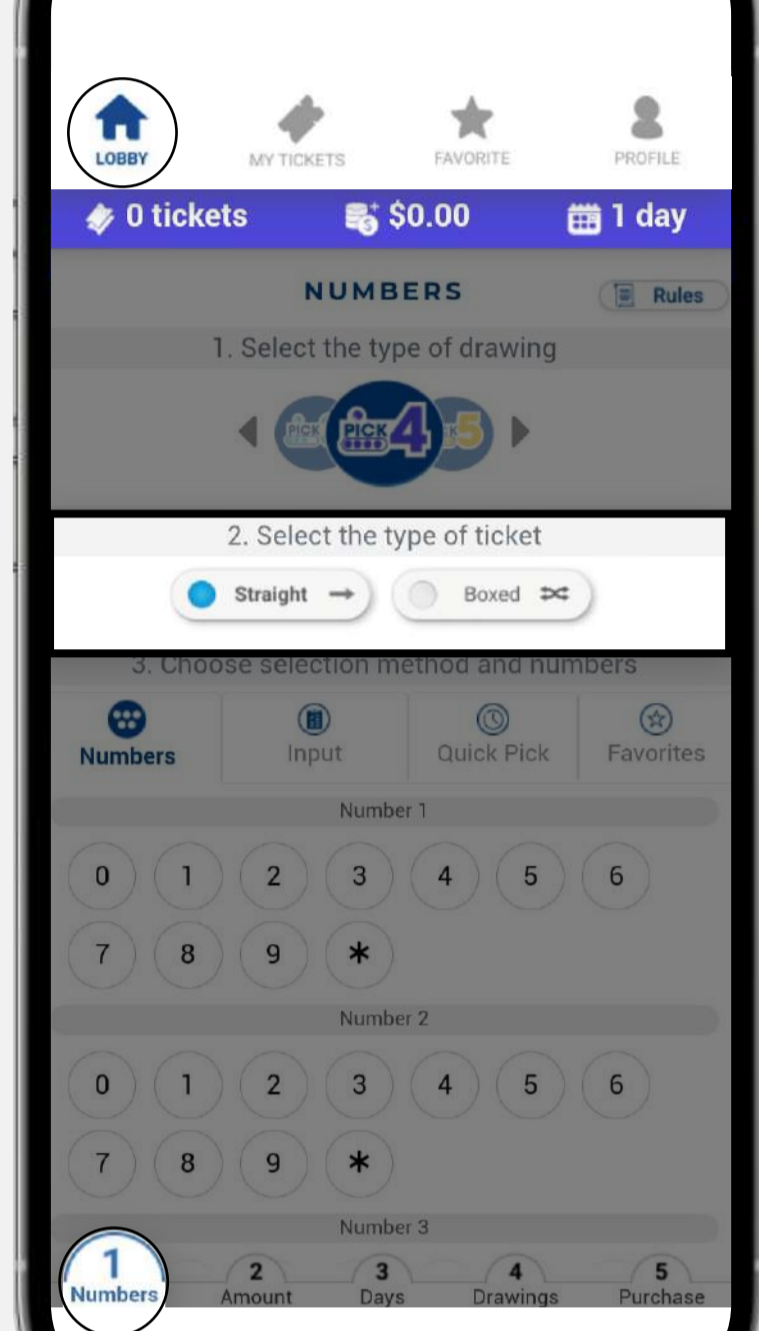 LOBBY MY TICKETS FAVORITE PROFILE
0 tickets $0.00 1 day
NUMBERS Rules
1. Select the type of drawing
PICK PICK 4 5
2. Select the type of ticket
Straight Boxed
3. Choose selection method and numbers
Numbers Input Quick Pick Favorites
Number 1
0 1 2 3 4 5 6
7 8 9 *
Number 2
0 1 2 3 4 5 6
7 8 9 *
Number 3
1 2 3 4 5
Numbers Amount Days Drawings Purchase